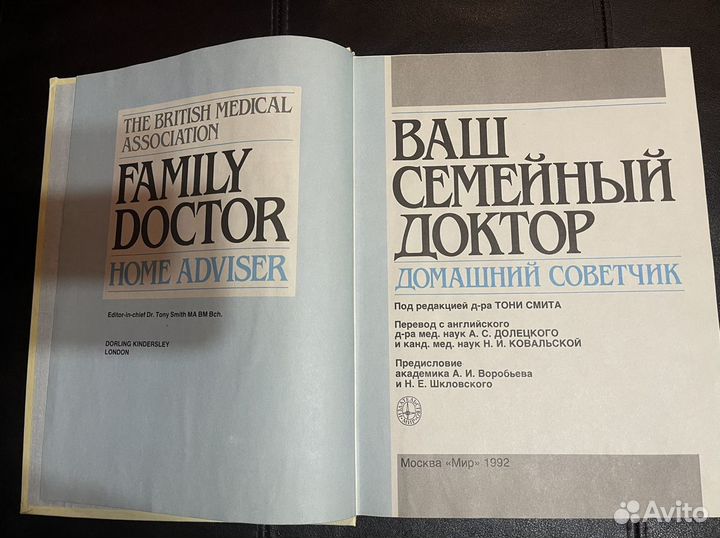 THE BRITISH MEDICAL
ASSOCIATION
FAMILY
DOCTOR
HOME ADVISER
Editor-in-chief Dr. Tony Smith MA BM Bch.
DORLING KINDERSLEY
LONDON
ВАШ
СЕМЕЙНЫЙ
ДОКТОР
ДОМАШНИЙ СОВЕТЧИК
Под редакцией д-ра ТОНИ СМИТА
Перевод с английского
д-ра мед. наук А. С. ДОЛЕЦКОГО
и канд. мед. наук Н. И. КОВАЛЬСКОЙ
Предисловие
академика А. И. Воробьева
и Н. Е. Шкловского
ИЗДАТЕЛЬСТВО
МИР
Москва «Мир» 1992
Avito